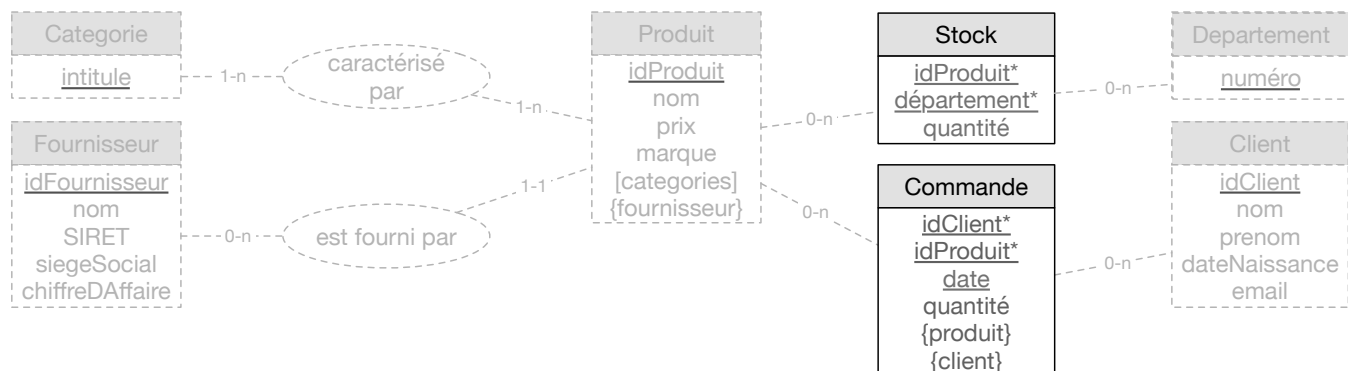 Categorie
intitule
Fournisseur
idFournisseur
nom
SIRET
siegeSocial
chiffreDAffaire
1-n
caractérisé
par
1-n
0-n
est fourni par
1-1
Produit
idProduit
nom
prix
marque
[categories]
{fournisseur}
0-n
0-n
Stock
idProduit*
département*
quantité
Commande
idClient*
idProduit*
date
quantité
{produit}
{client}
0-n
0-n
Departement
numéro
Client
idClient
nom
prenom
dateNaissance
email